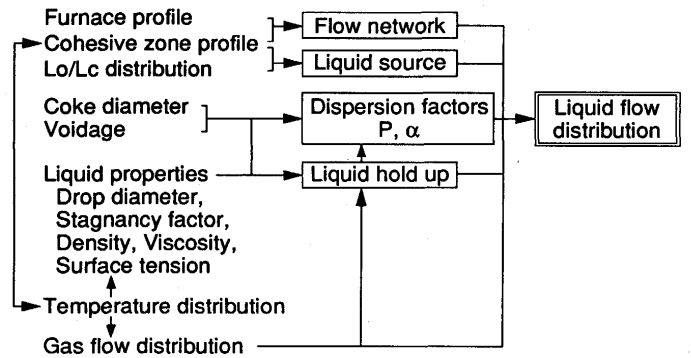 Furnace profile
Cohesive zone profile
Lo/Lc distribution
Coke diameter
Voidage
Liquid properties
Drop diameter,
Stagnancy factor,
Density, Viscosity,
Surface tension
Temperature distribution
Gas flow distribution
Flow network
Liquid source
Dispersion factors
P, α
Liquid hold up
Liquid flow
distribution